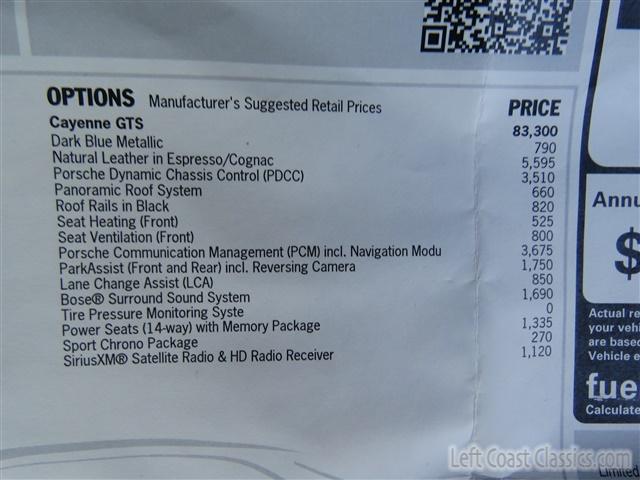 OPTIONS Manufacturer's Suggested Retail Prices PRICE
Cayenne GTS 83,300
Dark Blue Metallic 790
Natural Leather in Espresso/Cognac 5,595
Porsche Dynamic Chassis Control (PDCC) 3,510
Panoramic Roof System 660
Roof Rails in Black 820
Seat Heating (Front) 525
Seat Ventilation (Front) 800
Porsche Communication Management (PCM) incl. Navigation Modu 3,675
ParkAssist (Front and Rear) incl. Reversing Camera 1,750
Lane Change Assist (LCA) 850
Bose® Surround Sound System 1,690
Tire Pressure Monitoring Syste 0
Power Seats (14-way) with Memory Package 1,335
Sport Chrono Package 270
SiriusXM® Satellite Radio & HD Radio Receiver 1,120
Annu
$
Actual re
your vehi
are based
Vehicle e
fue
Calculate
Left Coast Classics.com
Limited